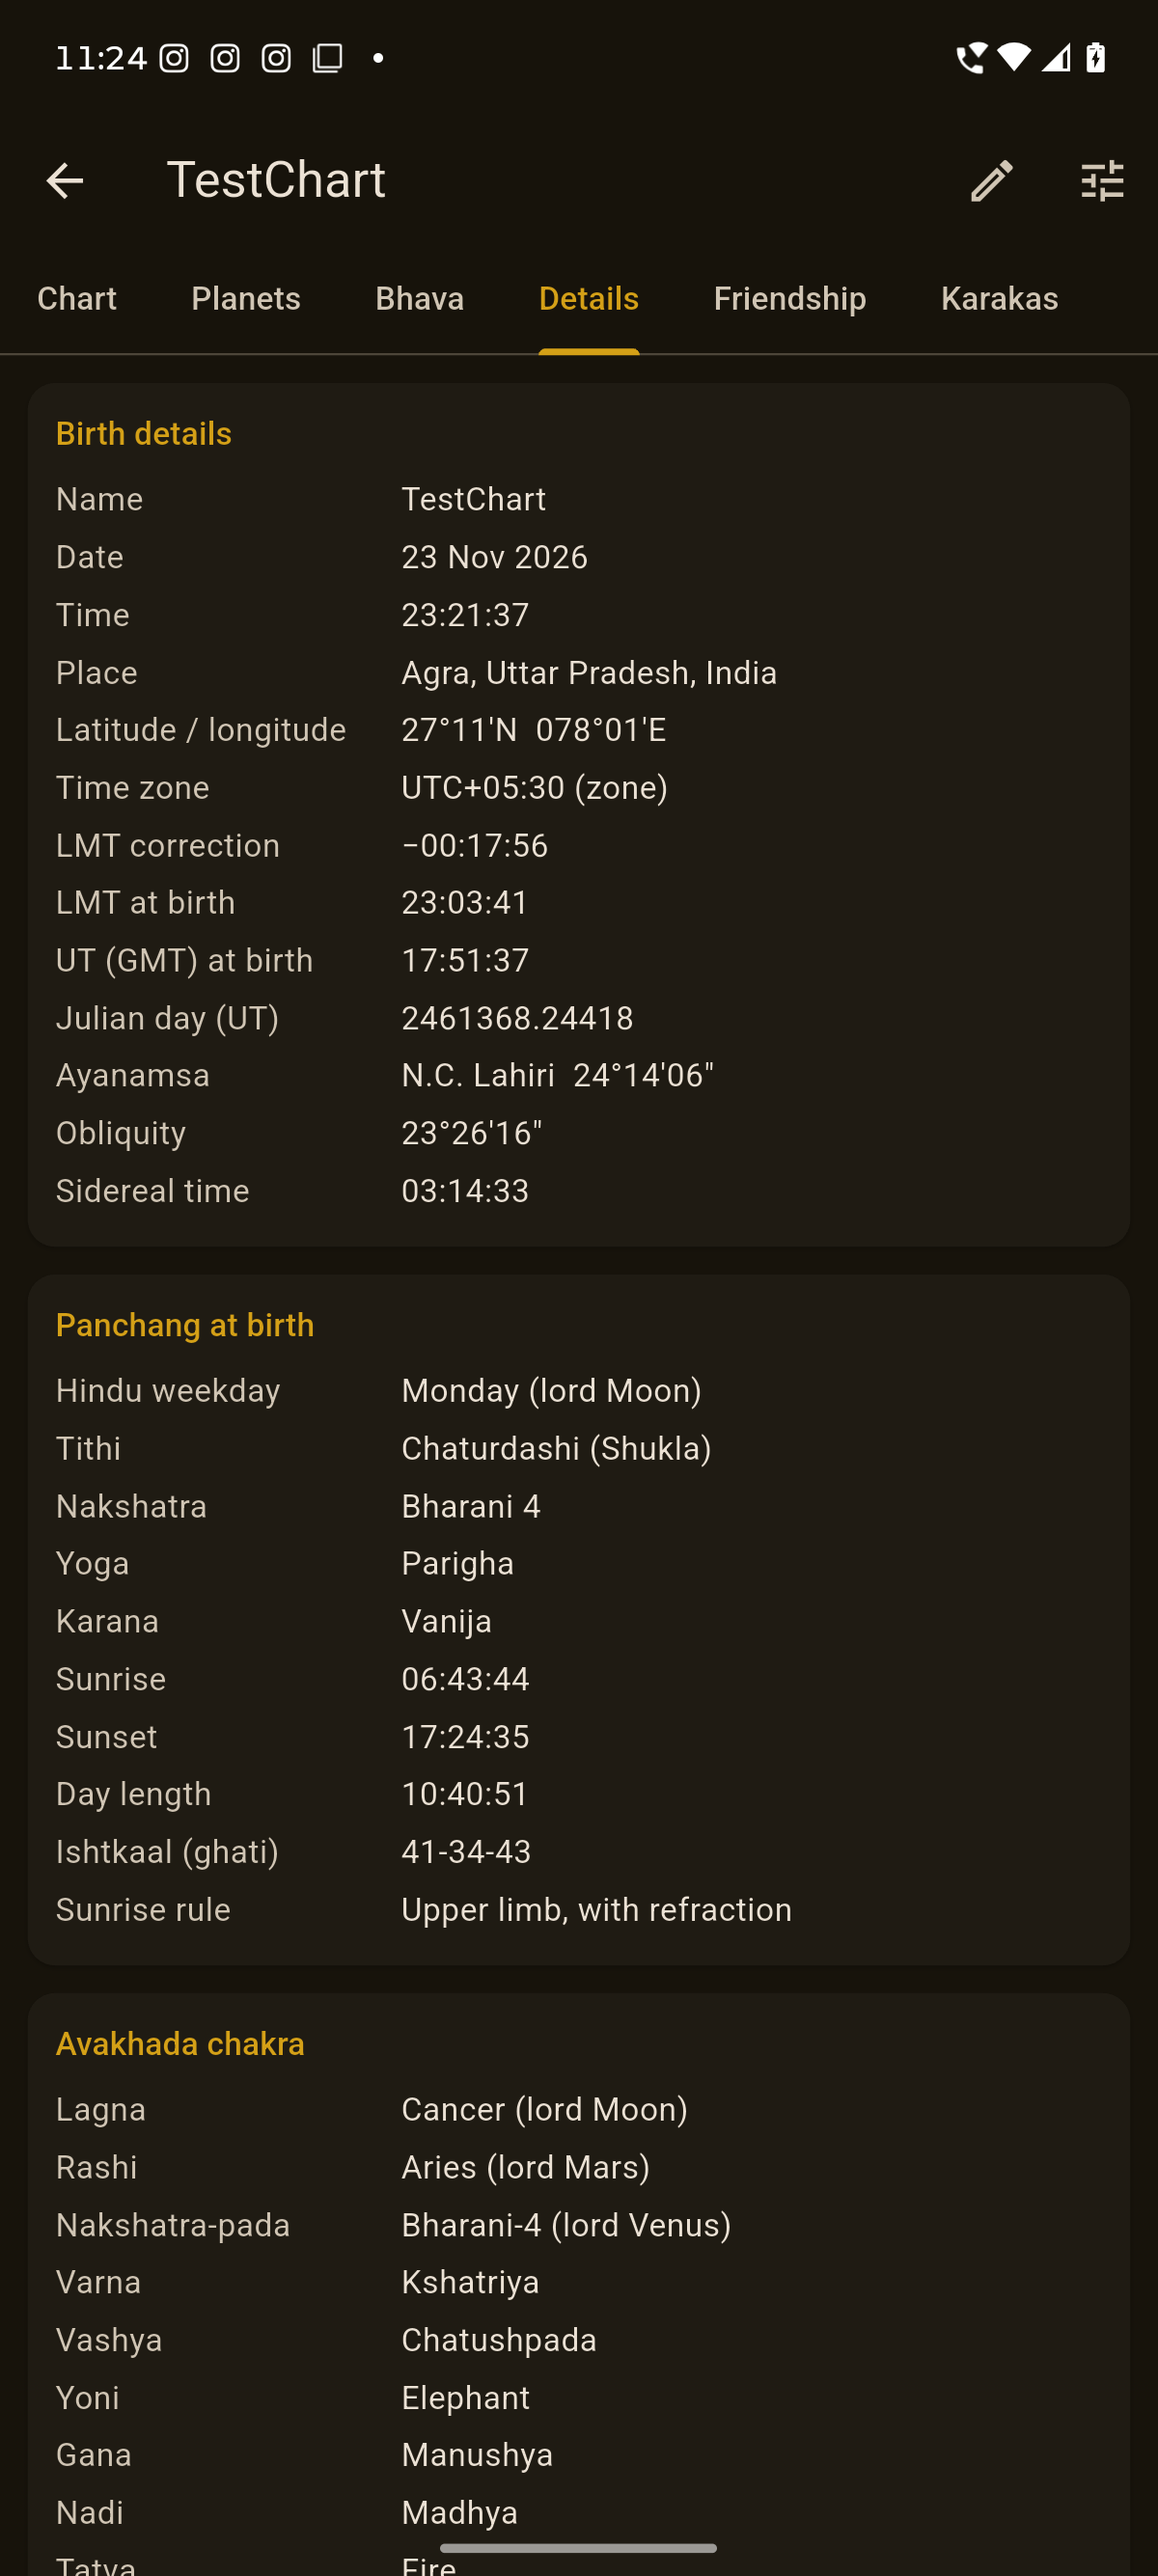 11:24
TestChart
Chart Planets Bhava Details Friendship Karakas
Birth details
Name TestChart
Date 23 Nov 2026
Time 23:21:37
Place Agra, Uttar Pradesh, India
Latitude / longitude 27°11'N 078°01'E
Time zone UTC+05:30 (zone)
LMT correction −00:17:56
LMT at birth 23:03:41
UT (GMT) at birth 17:51:37
Julian day (UT) 2461368.24418
Ayanamsa N.C. Lahiri 24°14'06"
Obliquity 23°26'16"
Sidereal time 03:14:33
Panchang at birth
Hindu weekday Monday (lord Moon)
Tithi Chaturdashi (Shukla)
Nakshatra Bharani 4
Yoga Parigha
Karana Vanija
Sunrise 06:43:44
Sunset 17:24:35
Day length 10:40:51
Ishtkaal (ghati) 41-34-43
Sunrise rule Upper limb, with refraction
Avakhada chakra
Lagna Cancer (lord Moon)
Rashi Aries (lord Mars)
Nakshatra-pada Bharani-4 (lord Venus)
Varna Kshatriya
Vashya Chatushpada
Yoni Elephant
Gana Manushya
Nadi Madhya
Tatva Fire